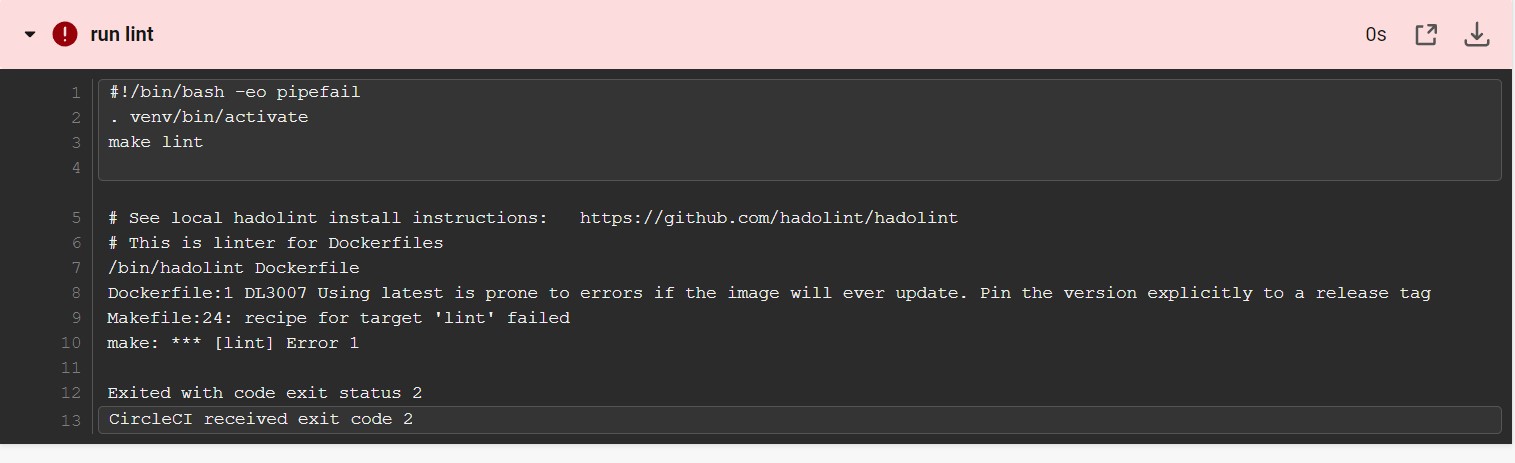 run lint
0s
1 #!/bin/bash -eo pipefail
2 . venv/bin/activate
3 make lint
4
5 # See local hadolint install instructions:   https://github.com/hadolint/hadolint
6 # This is linter for Dockerfiles
7 /bin/hadolint Dockerfile
8 Dockerfile:1 DL3007 Using latest is prone to errors if the image will ever update. Pin the version explicitly to a release tag
9 Makefile:24: recipe for target 'lint' failed
10 make: *** [lint] Error 1
11
12 Exited with code exit status 2
13 CircleCI received exit code 2